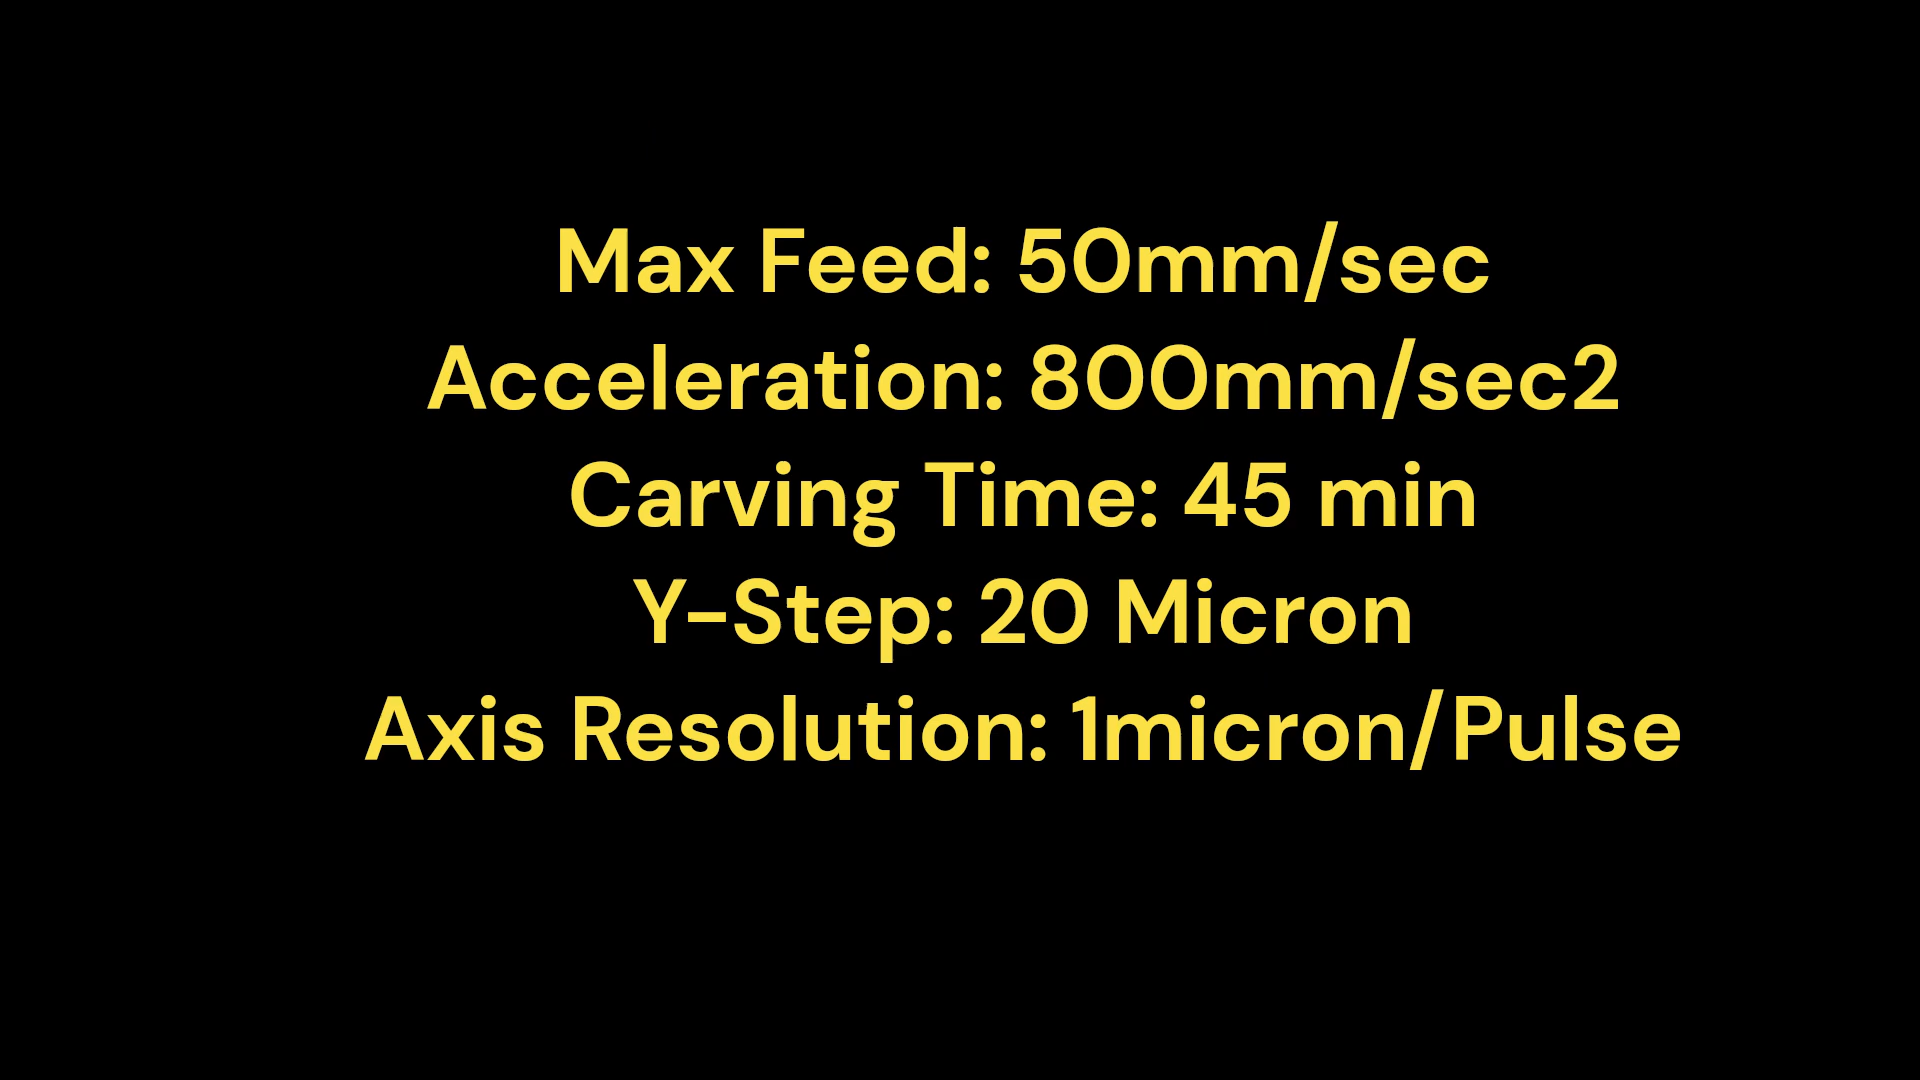 Max Feed: 50mm/sec
Acceleration: 800mm/sec2
Carving Time: 45 min
Y-Step: 20 Micron
Axis Resolution: 1micron/Pulse